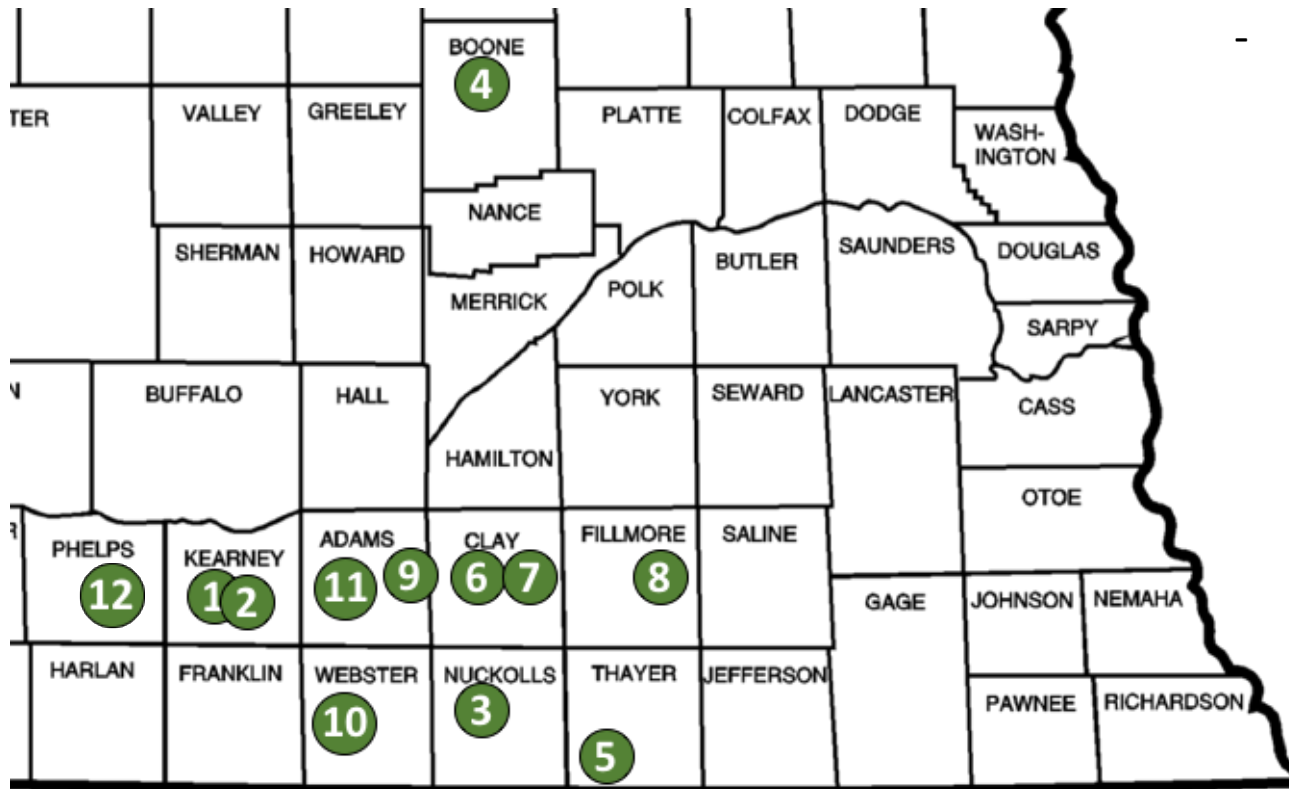 BOONE
4
TER
VALLEY
GREELEY
PLATTE
COLFAX
DODGE
WASH-
INGTON
NANCE
SHERMAN
HOWARD
MERRICK
POLK
BUTLER
SAUNDERS
DOUGLAS
SARPY
N
BUFFALO
HALL
HAMILTON
YORK
SEWARD
LANCASTER
CASS
OTOE
R
PHELPS
12
KEARNEY
1
2
ADAMS
11
9
CLAY
6
7
FILLMORE
8
SALINE
GAGE
JOHNSON
NEMAHA
HARLAN
FRANKLIN
WEBSTER
10
NUCKOLLS
3
THAYER
5
JEFFERSON
PAWNEE
RICHARDSON
-